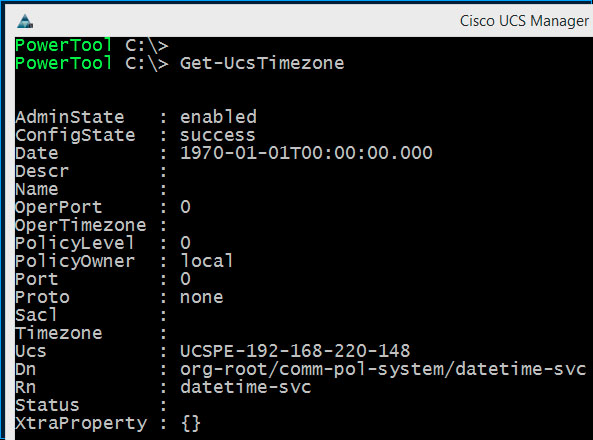 Cisco UCS Manager
PowerTool C:\>
PowerTool C:\> Get-UcsTimezone
AdminState : enabled
ConfigState : success
Date : 1970-01-01T00:00:00.000
Descr :
Name :
OperPort : 0
OperTimezone :
PolicyLevel : 0
PolicyOwner : local
Port : 0
Proto : none
Sacl :
Timezone :
Ucs : UCSPE-192-168-220-148
Dn : org-root/comm-pol-system/datetime-svc
Rn : datetime-svc
Status :
XtraProperty : {}